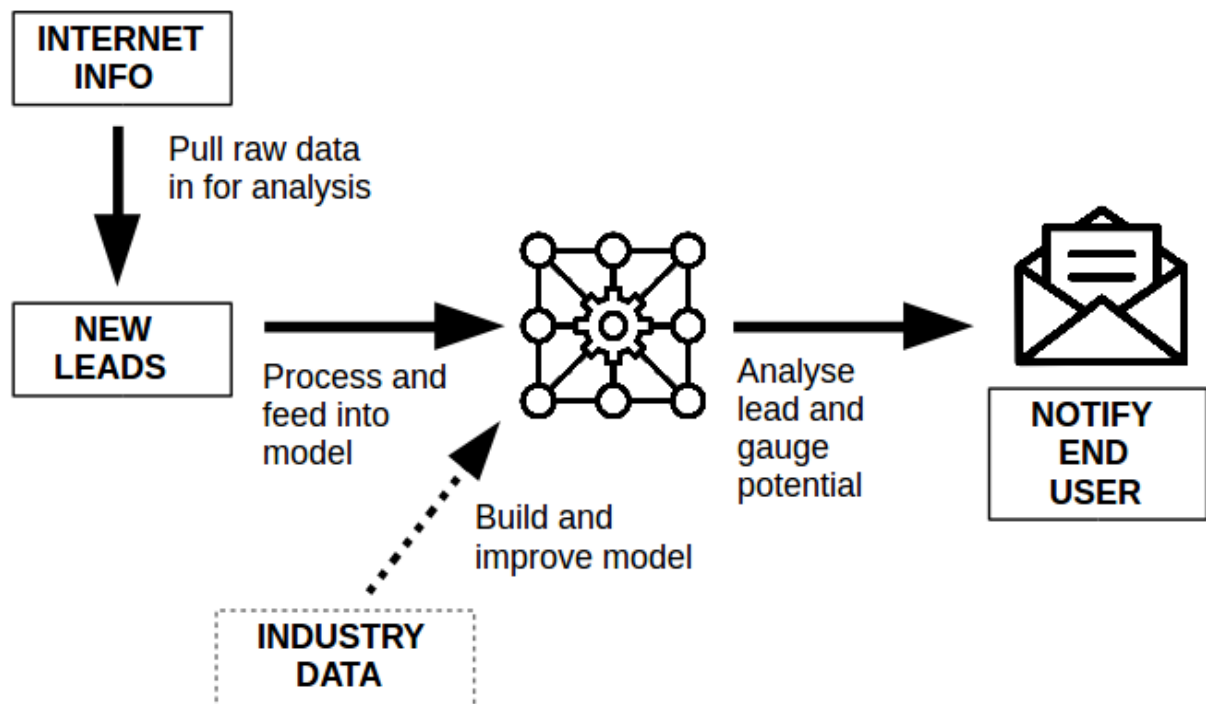 INTERNET
INFO
Pull raw data
in for analysis
NEW
LEADS
Process and
feed into
model
Analyse
lead and
gauge
potential
NOTIFY
END
USER
Build and
improve model
INDUSTRY
DATA